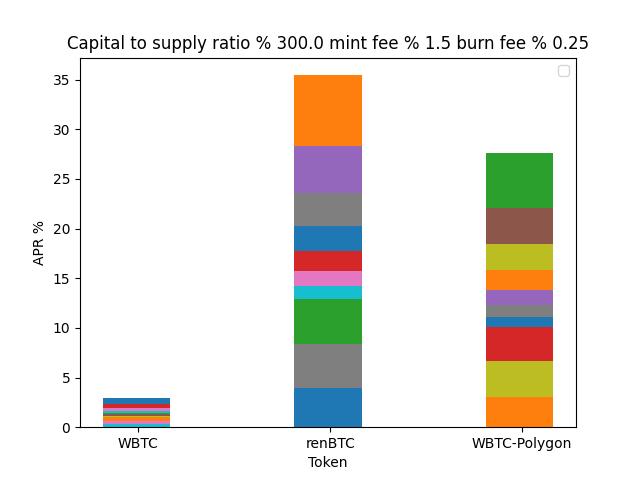 Capital to supply ratio % 300.0 mint fee % 1.5 burn fee % 0.25
35
30
25
20
15
10
5
0
APR %
WBTC renBTC WBTC-Polygon
Token